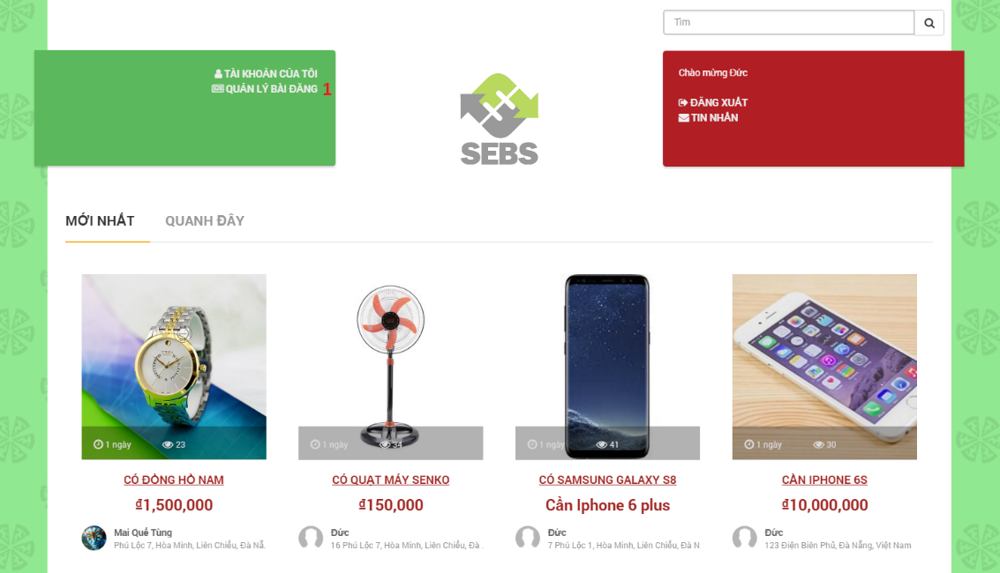 Tìm
TÀI KHOẢN CỦA TÔI
QUẢN LÝ BÀI ĐĂNG 1
Chào mừng Đức
ĐĂNG XUẤT
TIN NHẮN
SEBS
MỚI NHẤT QUANH ĐÂY
1 ngày 23
1 ngày 34
1 ngày 41
1 ngày 30
CÓ ĐỒNG HỒ NAM
₫1,500,000
Mai Quế Tùng
Phú Lộc 7, Hòa Minh, Liên Chiểu, Đà Nẵ.
CÓ QUẠT MÁY SENKO
₫150,000
Đức
16 Phú Lộc 7, Hòa Minh, Liên Chiểu, Đà .
CÓ SAMSUNG GALAXY S8
Cần Iphone 6 plus
Đức
7 Phú Lộc 1, Hòa Minh, Liên Chiểu, Đà N
CẦN IPHONE 6S
₫10,000,000
Đức
123 Điện Biên Phủ, Đà Nẵng, Việt Nam